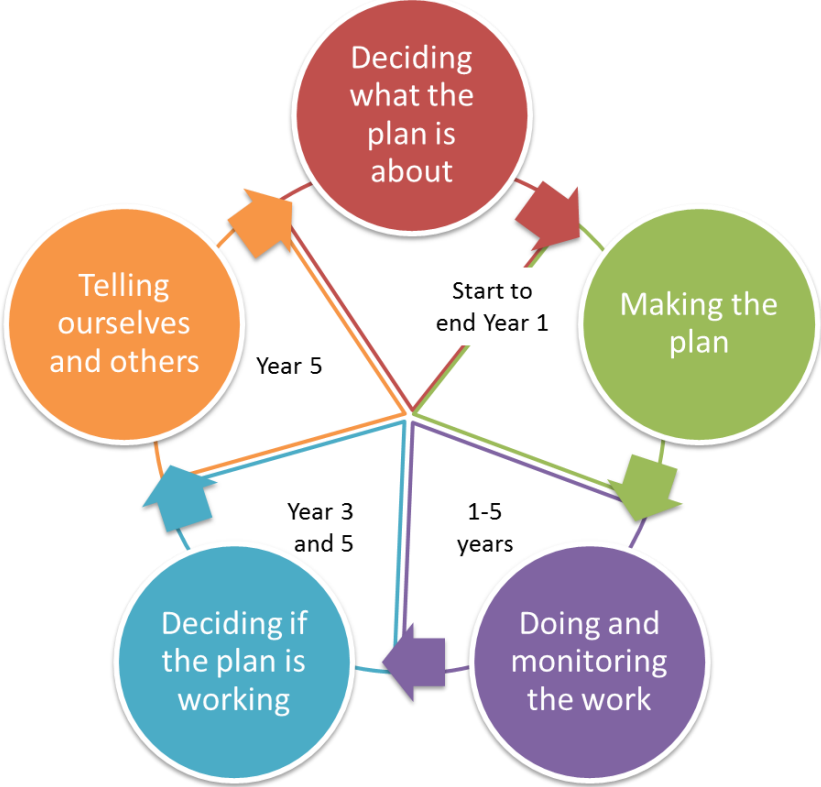 Deciding
what the
plan is
about
Start to
end Year 1
Making the
plan
1-5
years
Doing and
monitoring
the work
Year 3
and 5
Deciding if
the plan is
working
Year 5
Telling
ourselves
and others